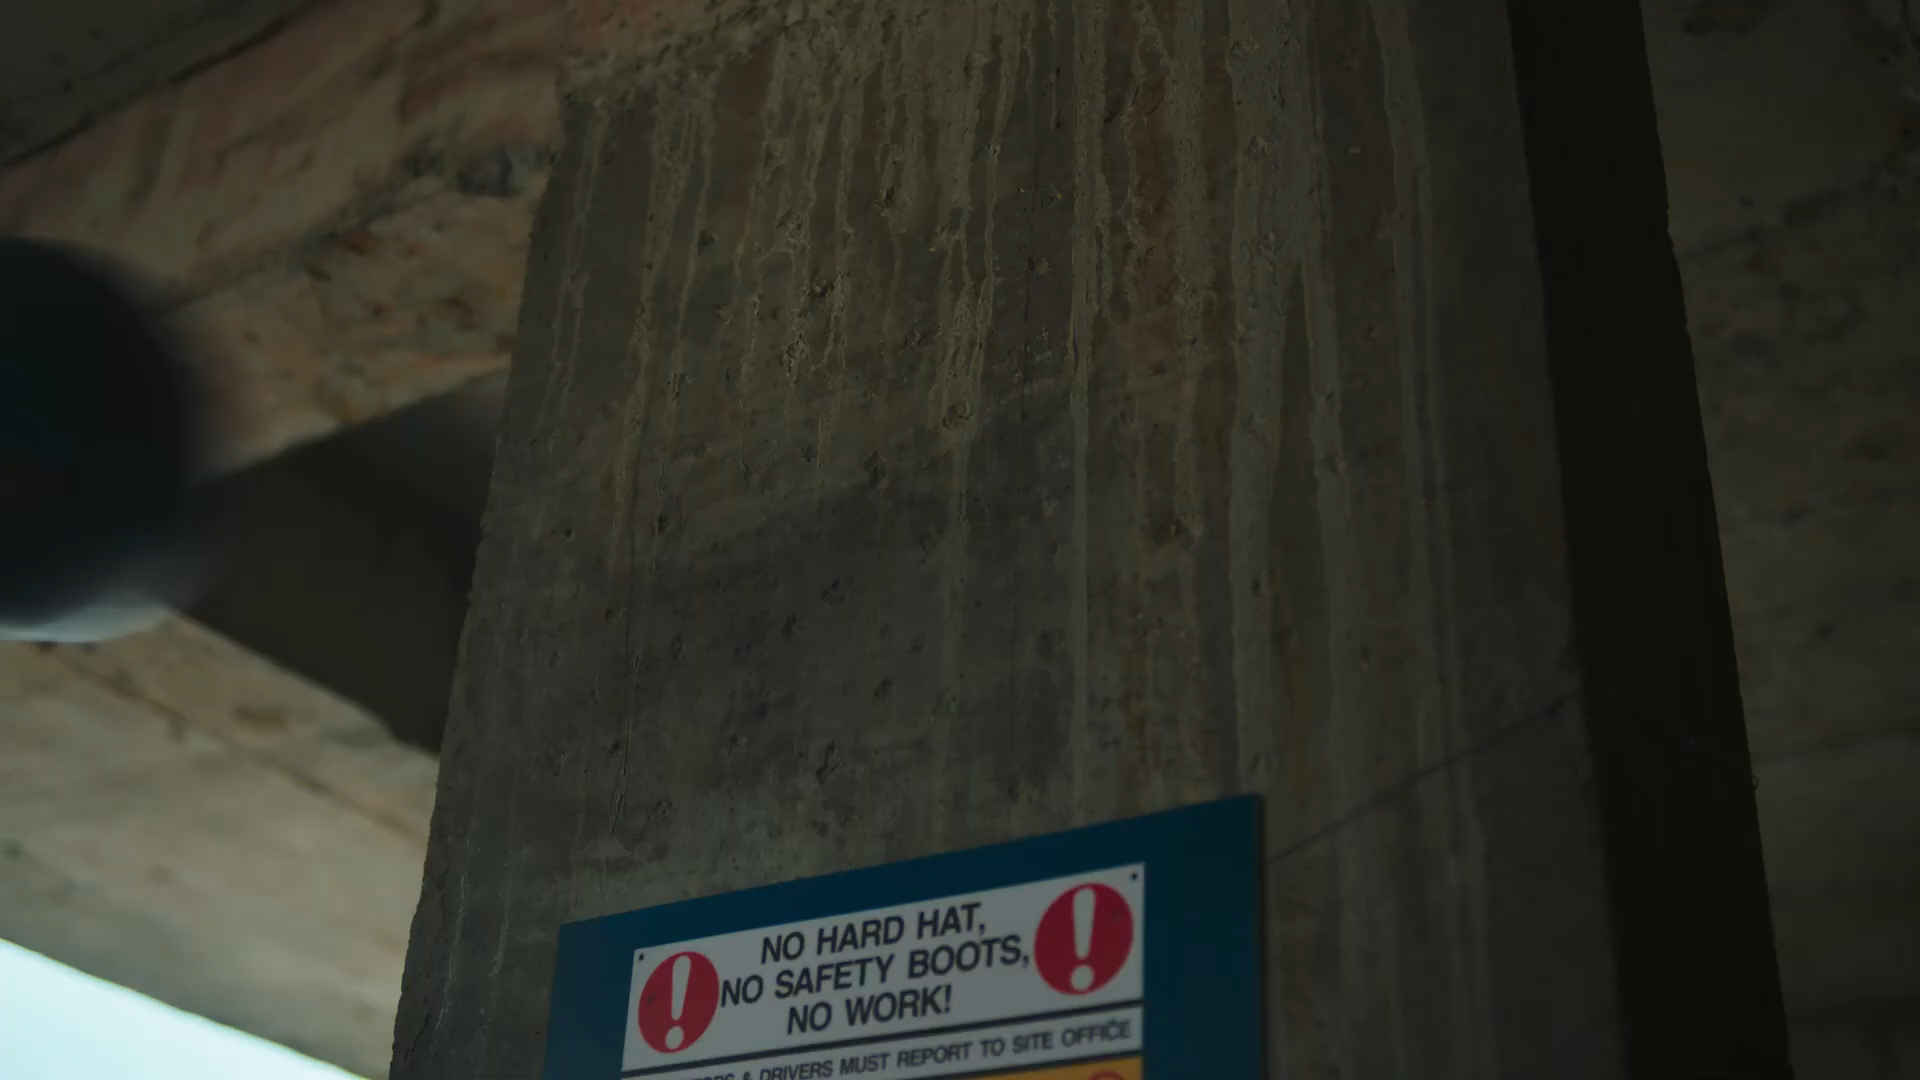 NO HARD HAT,
NO SAFETY BOOTS,
NO WORK!
& DRIVERS MUST REPORT TO SITE OFFICE